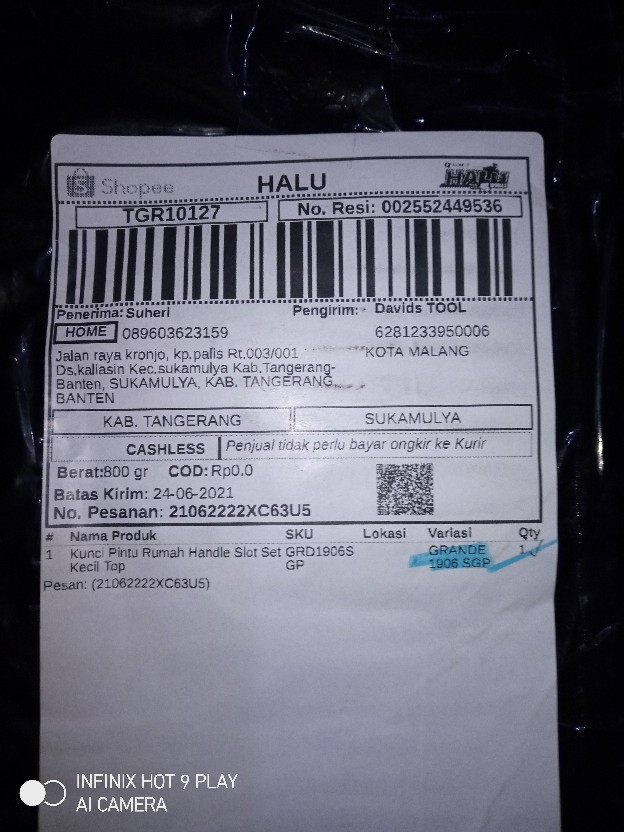 Shopee
HALU
HALU
TGR10127
No. Resi: 002552449536
Penerima: Suheri
Pengirim: Davids TOOL
HOME 089603623159
6281233950006
Jalan raya kronjo, kp.palis Rt.003/001
KOTA MALANG
Ds.kaliasin Kec.sukamulya Kab.Tangerang-
Banten, SUKAMULYA, KAB. TANGERANG,
BANTEN
KAB. TANGERANG
SUKAMULYA
CASHLESS
Penjual tidak perlu bayar ongkir ke Kurir
Berat:800 gr COD:Rp0.0
Batas Kirim: 24-06-2021
No. Pesanan: 21062222XC63U5
# Nama Produk SKU Lokasi Variasi Qty
1 Kunci Pintu Rumah Handle Slot Set GRD1906S GRANDE 1
Kecil Top GP 1906 SGP
Pesan: (21062222XC63U5)
INFINIX HOT 9 PLAY
AI CAMERA